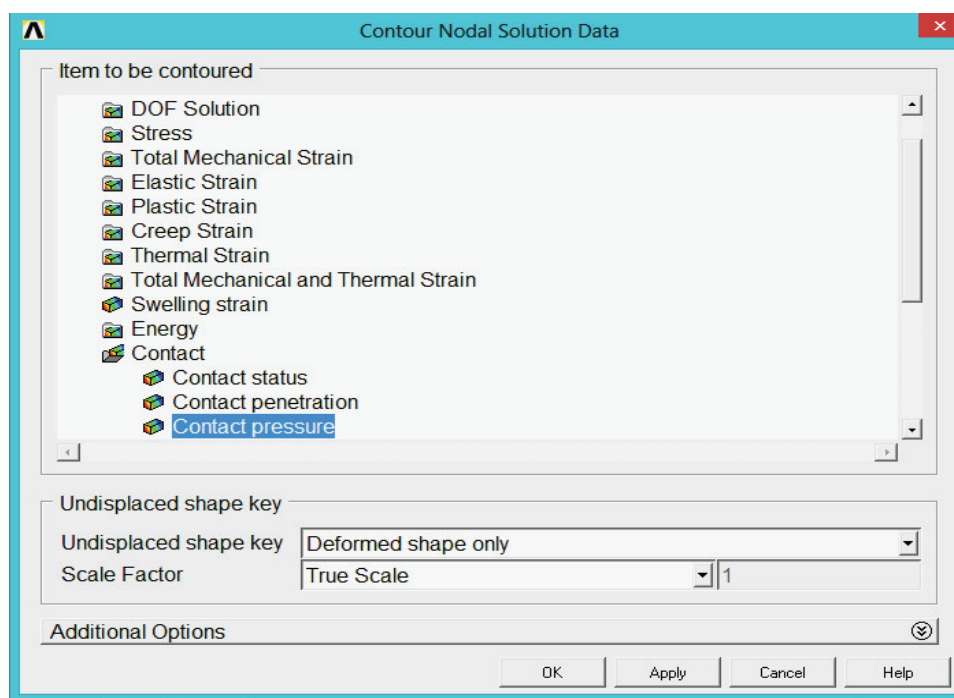 Contour Nodal Solution Data
Item to be contoured
DOF Solution
Stress
Total Mechanical Strain
Elastic Strain
Plastic Strain
Creep Strain
Thermal Strain
Total Mechanical and Thermal Strain
Swelling strain
Energy
Contact
Contact status
Contact penetration
Contact pressure
Undisplaced shape key
Undisplaced shape key Deformed shape only
Scale Factor True Scale 1
Additional Options
OK Apply Cancel Help